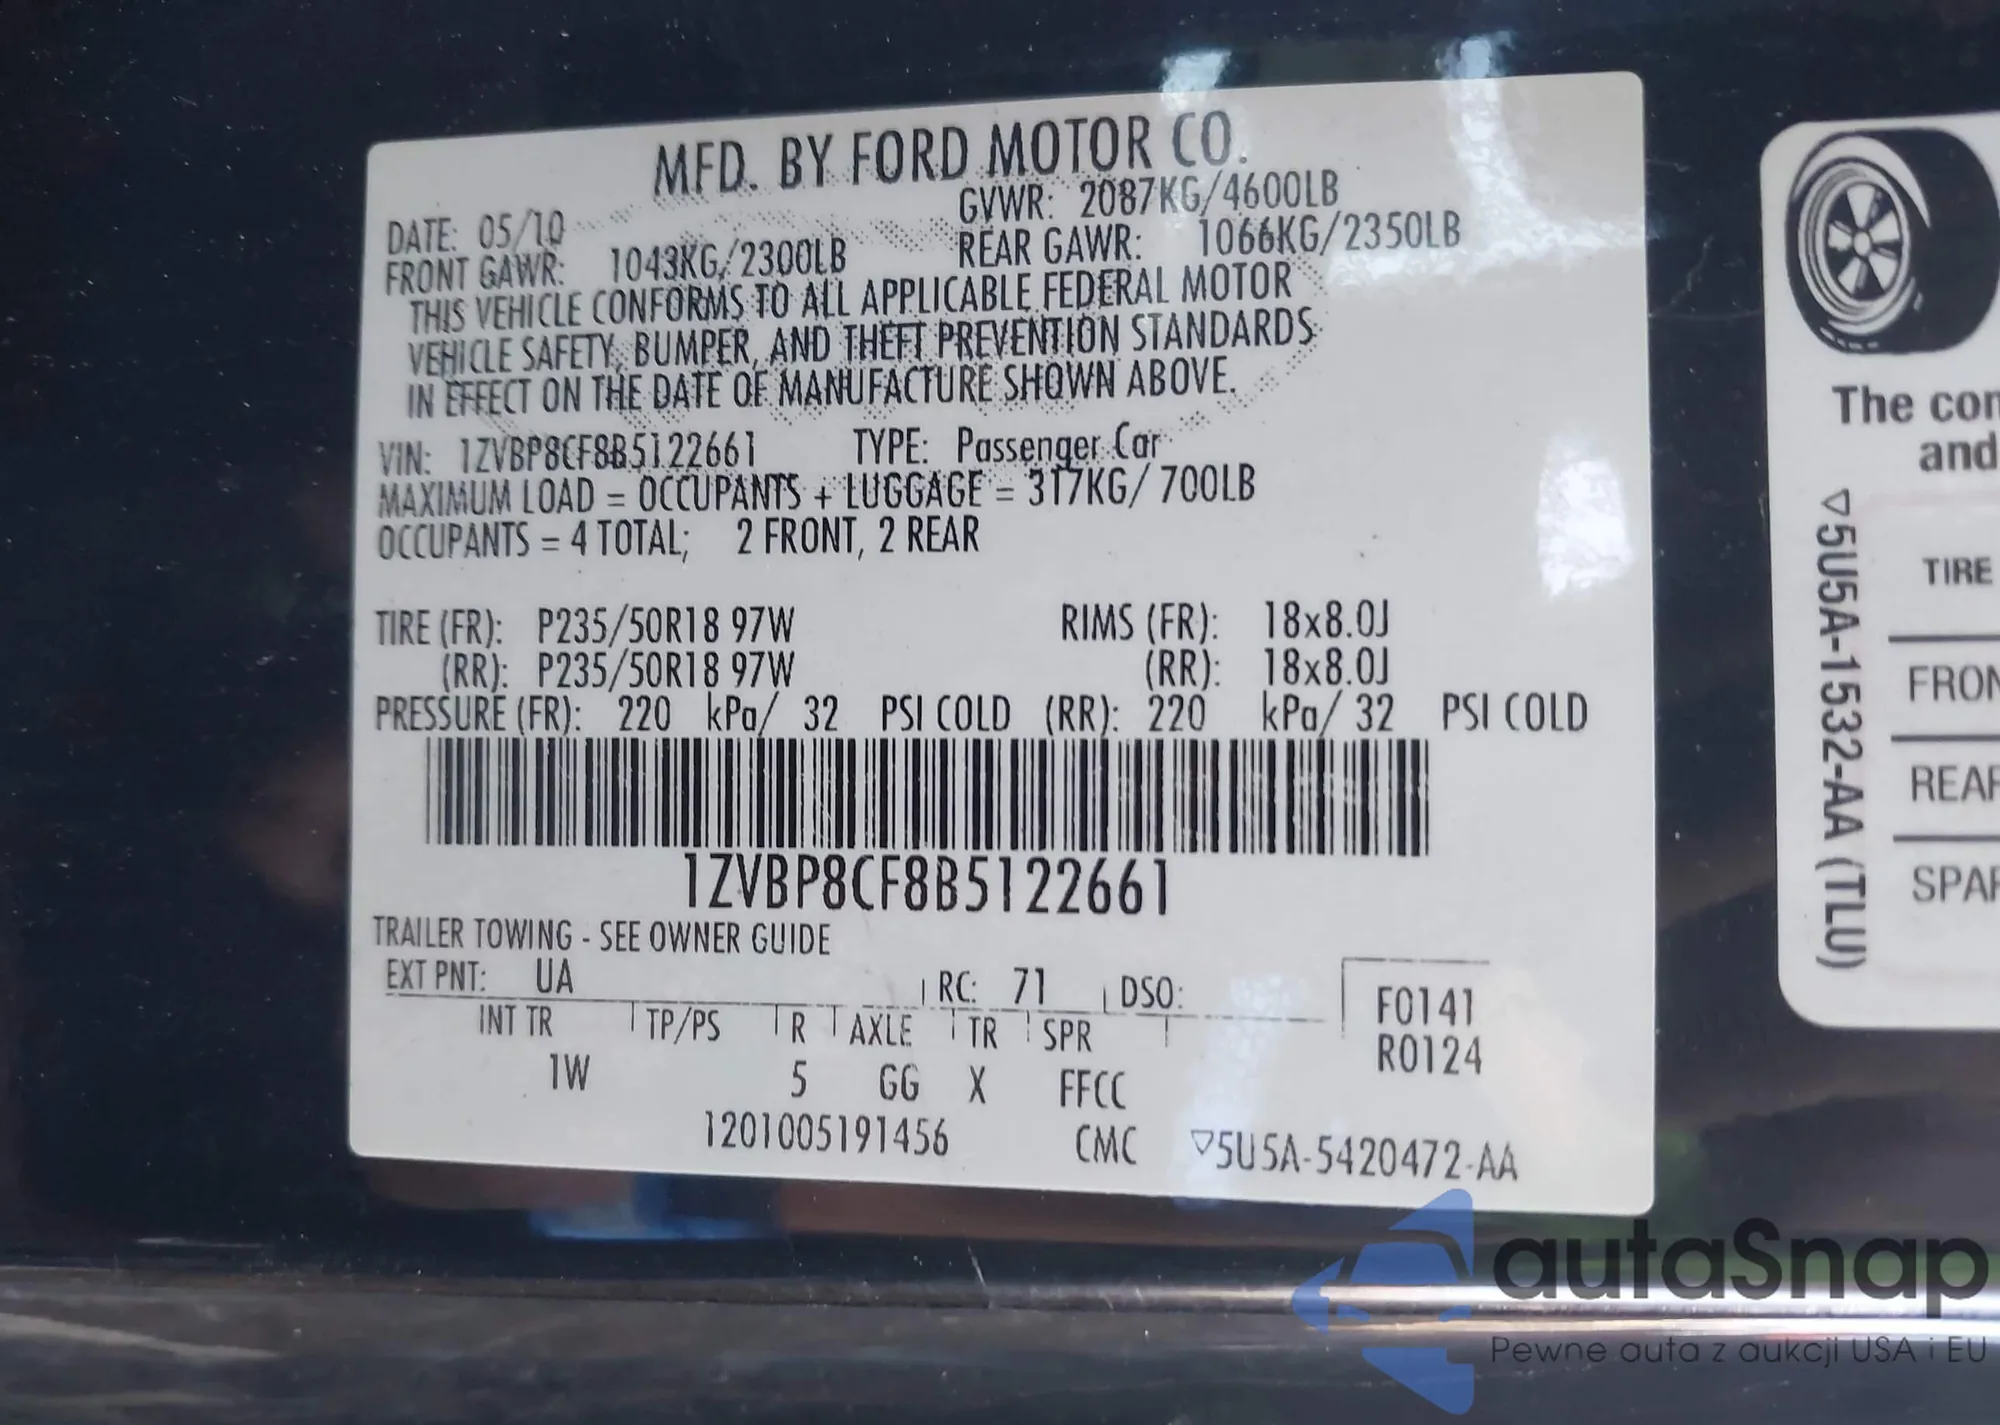 MFD. BY FORD MOTOR CO.
DATE: 05/10 GVWR: 2087KG/4600LB
FRONT GAWR: 1043KG/2300LB REAR GAWR: 1066KG/2350LB
THIS VEHICLE CONFORMS TO ALL APPLICABLE FEDERAL MOTOR
VEHICLE SAFETY, BUMPER, AND THEFT PREVENTION STANDARDS
IN EFFECT ON THE DATE OF MANUFACTURE SHOWN ABOVE.
VIN: 1ZVBP8CF8B5122661 TYPE: Passenger Car
MAXIMUM LOAD = OCCUPANTS + LUGGAGE = 317KG/ 700LB
OCCUPANTS = 4 TOTAL; 2 FRONT, 2 REAR
TIRE (FR): P235/50R18 97W RIMS (FR): 18x8.0J
(RR): P235/50R18 97W (RR): 18x8.0J
PRESSURE (FR): 220 kPa/ 32 PSI COLD (RR): 220 kPa/ 32 PSI COLD
1ZVBP8CF8B5122661
TRAILER TOWING - SEE OWNER GUIDE
EXT PNT: UA RC: 71 DSO:
INT TR TP/PS R AXLE TR SPR
1W 5 GG X FFCC
F0141
R0124
1201005191456 CMC ▽5U5A-5420472-AA
The con
and
▽5U5A-1532-AA (TLU)
TIRE
FRON
REAR
SPAR
autaSnap
Pewne auta z aukcji USA i EU